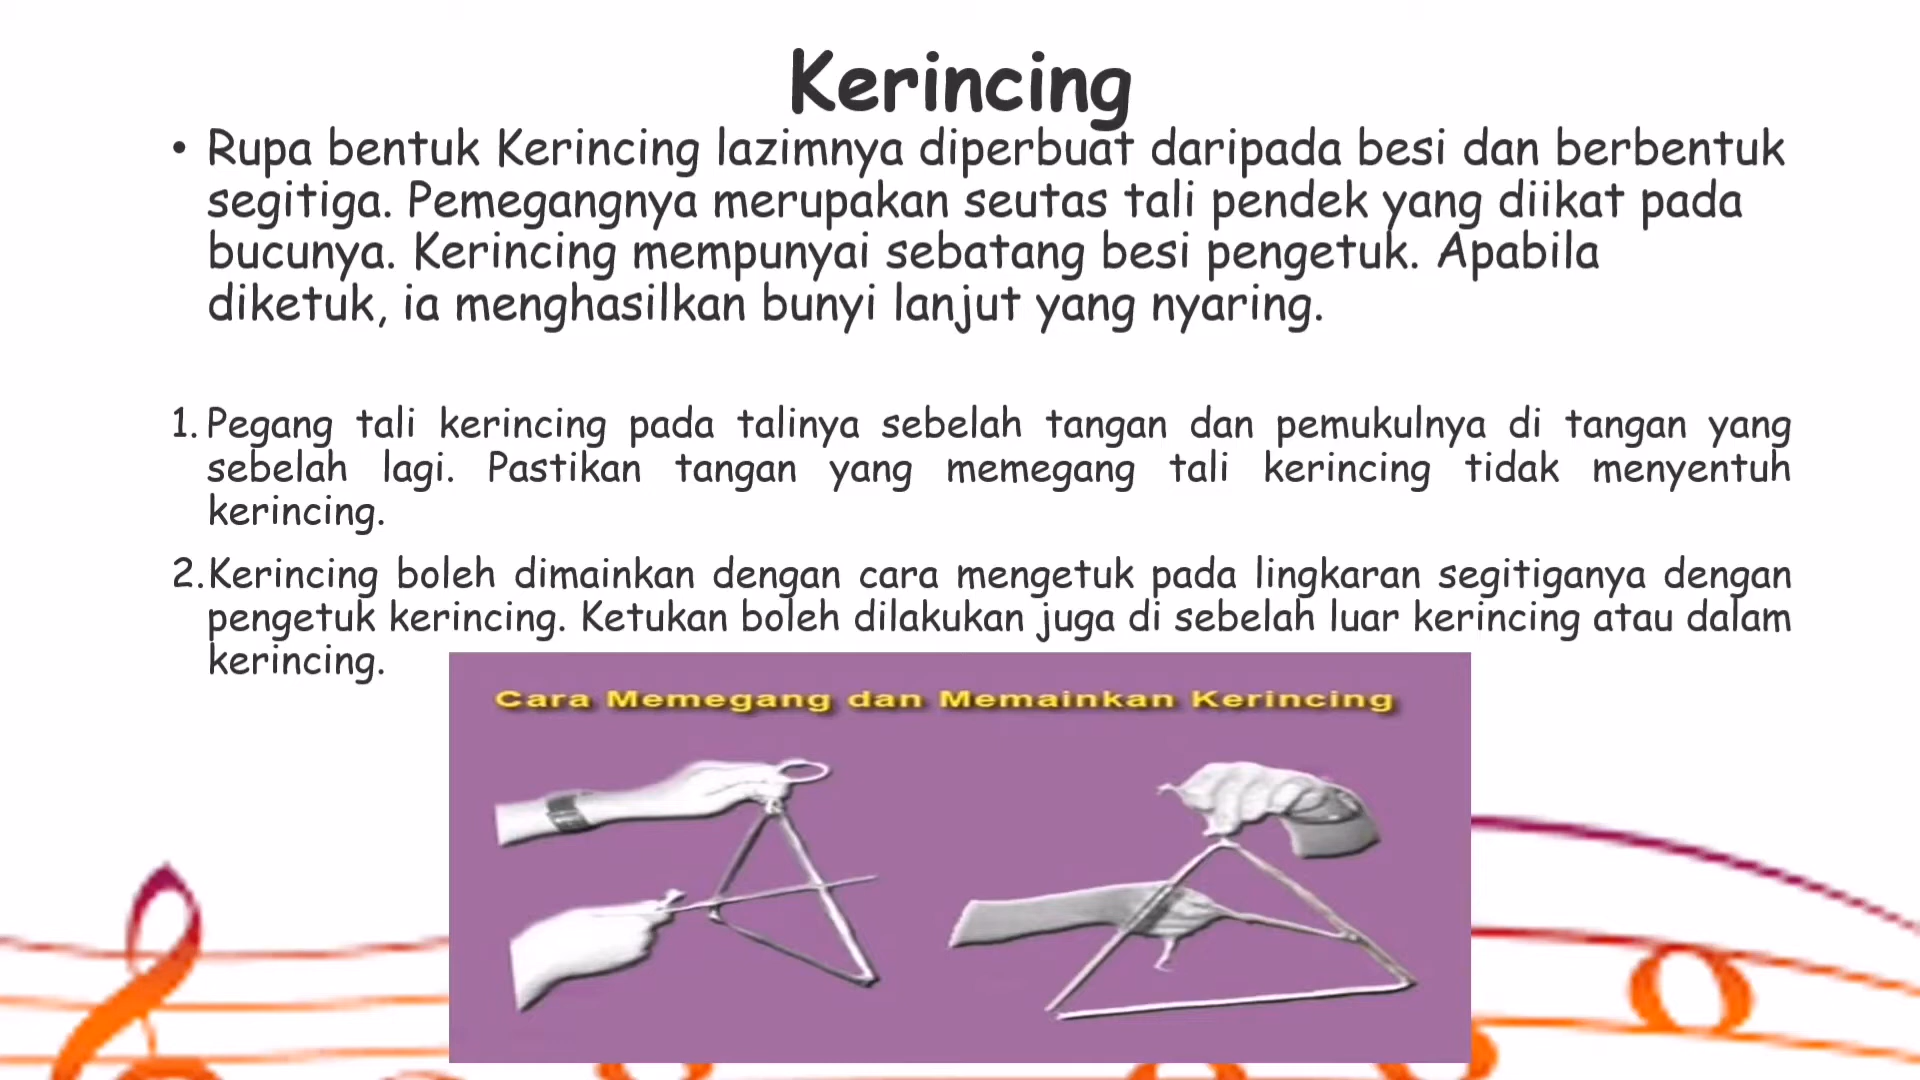 Kerincing
• Rupa bentuk Kerincing lazimnya diperbuat daripada besi dan berbentuk
segitiga. Pemegangnya merupakan seutas tali pendek yang diikat pada
bucunya. Kerincing mempunyai sebatang besi pengetuk. Apabila
diketuk, ia menghasilkan bunyi lanjut yang nyaring.
1. Pegang tali kerincing pada talinya sebelah tangan dan pemukulnya di tangan yang
sebelah lagi. Pastikan tangan yang memegang tali kerincing tidak menyentuh
kerincing.
2. Kerincing boleh dimainkan dengan cara mengetuk pada lingkaran segitiganya dengan
pengetuk kerincing. Ketukan boleh dilakukan juga di sebelah luar kerincing atau dalam
kerincing.
Cara Memegang dan Memainkan Kerincing